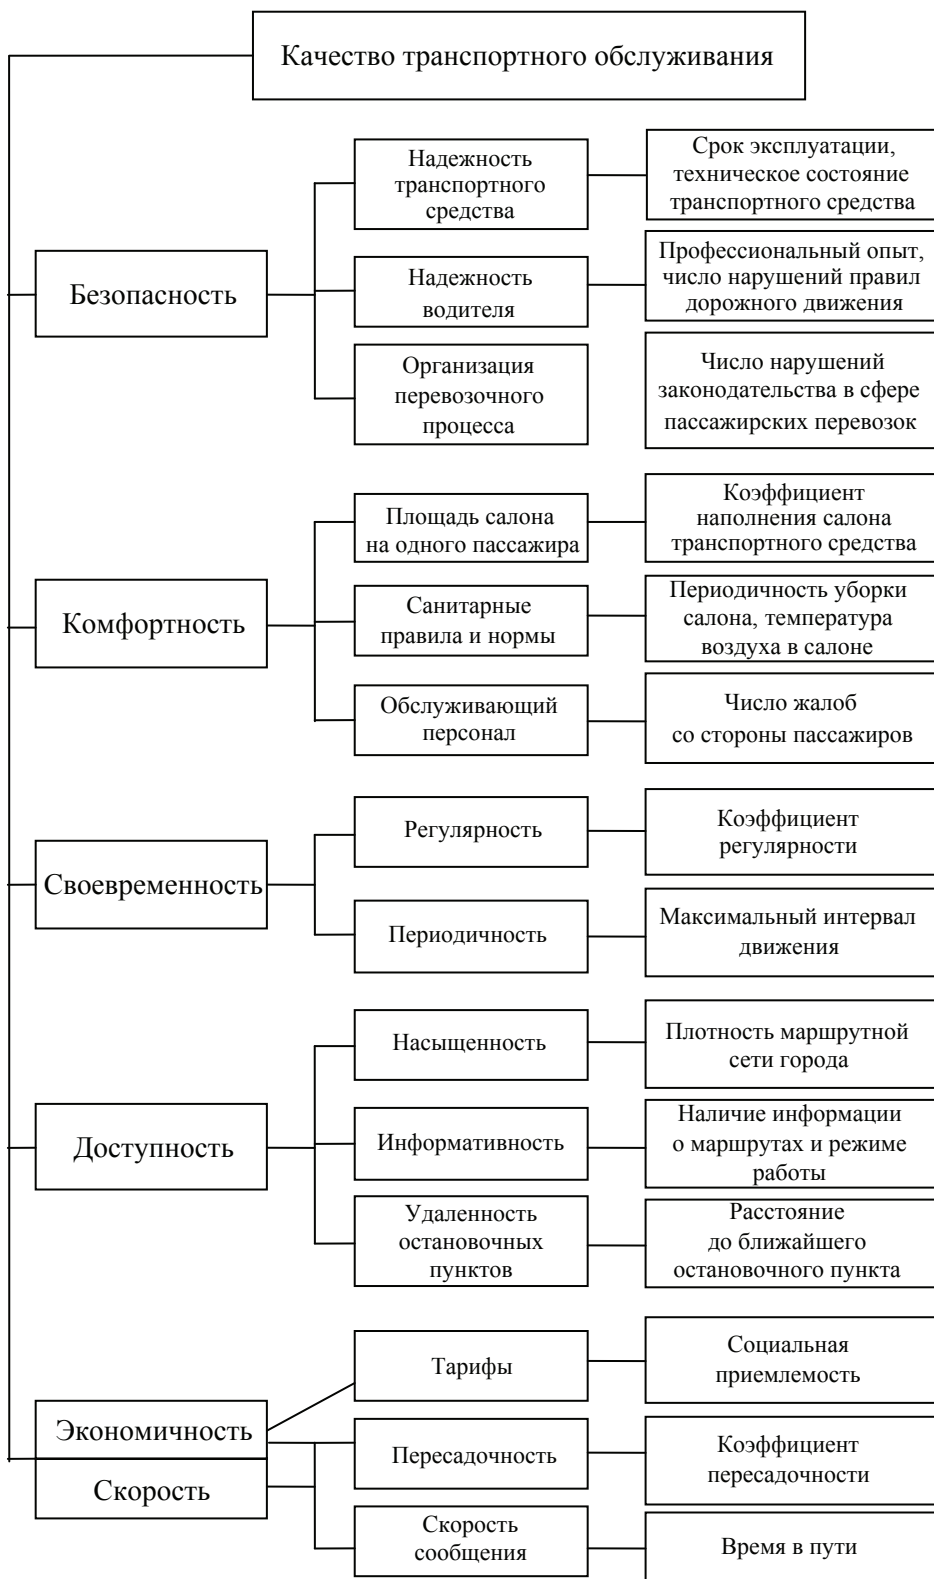 Качество транспортного обслуживания
Безопасность
Надежность
транспортного
средства
Срок эксплуатации,
техническое состояние
транспортного средства
Надежность
водителя
Профессиональный опыт,
число нарушений правил
дорожного движения
Организация
перевозочного
процесса
Число нарушений
законодательства в сфере
пассажирских перевозок
Комфортность
Площадь салона
на одного пассажира
Коэффициент
наполнения салона
транспортного средства
Санитарные
правила и нормы
Периодичность уборки
салона, температура
воздуха в салоне
Обслуживающий
персонал
Число жалоб
со стороны пассажиров
Своевременность
Регулярность
Коэффициент
регулярности
Периодичность
Максимальный интервал
движения
Доступность
Насыщенность
Плотность маршрутной
сети города
Информативность
Наличие информации
о маршрутах и режиме
работы
Удаленность
остановочных
пунктов
Расстояние
до ближайшего
остановочного пункта
Экономичность
Скорость
Тарифы
Социальная
приемлемость
Пересадочность
Коэффициент
пересадочности
Скорость
сообщения
Время в пути